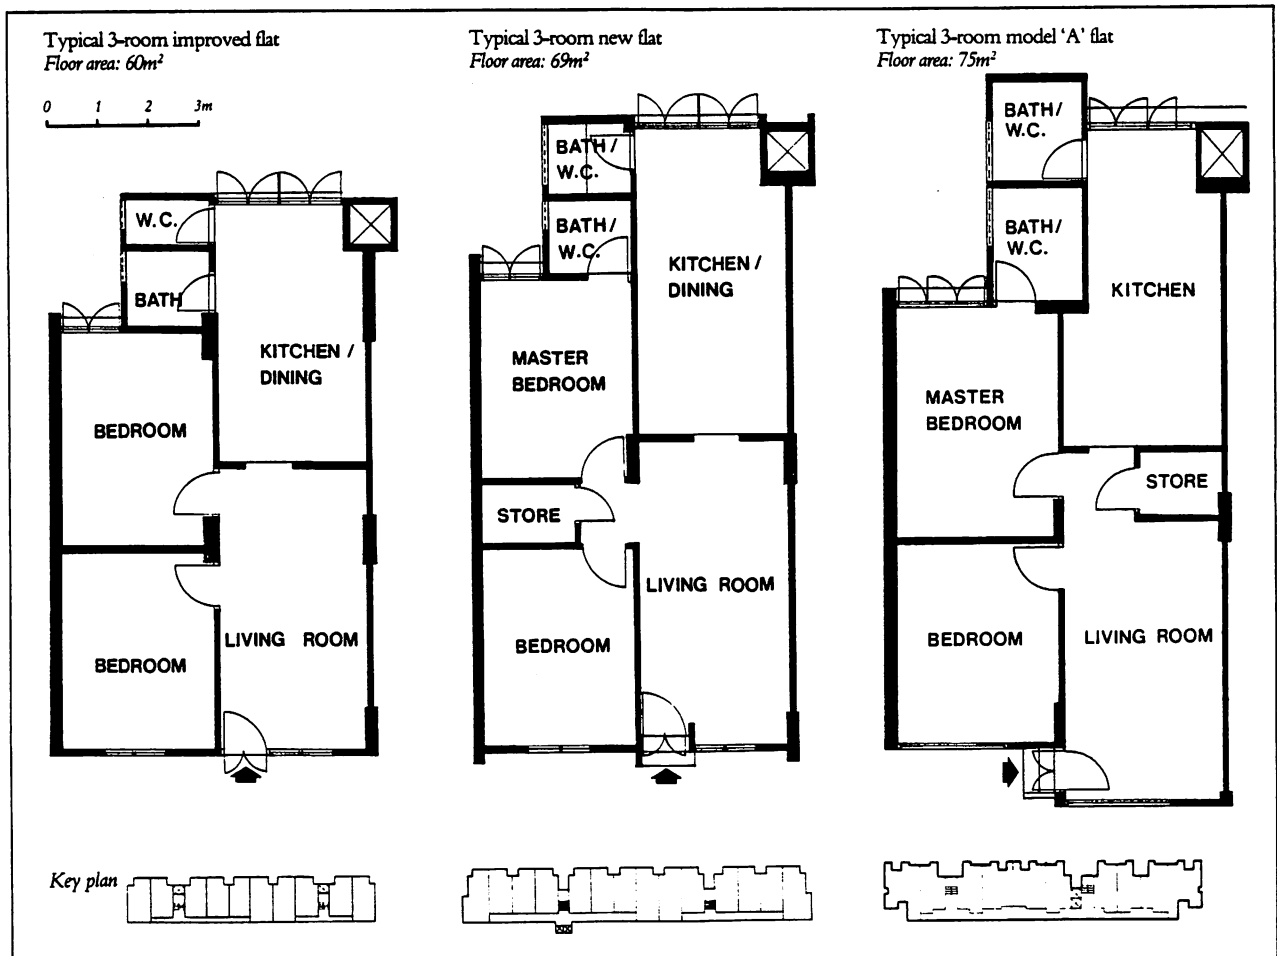 Typical 3-room improved flat
Floor area: 60m²
0 1 2 3m
W.C.
BATH
KITCHEN /
DINING
BEDROOM
BEDROOM
LIVING ROOM
Typical 3-room new flat
Floor area: 69m²
BATH /
W.C.
BATH /
W.C.
KITCHEN /
DINING
MASTER
BEDROOM
STORE
LIVING ROOM
BEDROOM
Typical 3-room model ‘A’ flat
Floor area: 75m²
BATH /
W.C.
BATH /
W.C.
KITCHEN
MASTER
BEDROOM
STORE
BEDROOM
LIVING ROOM
Key plan